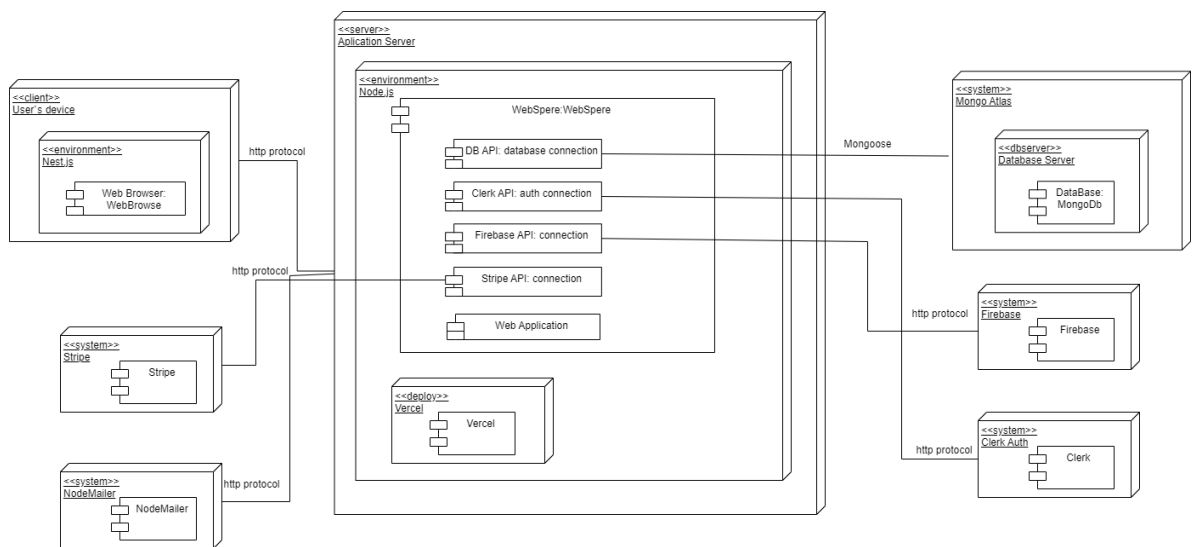 <<server>>
Aplication Server
<<environment>>
Node.js
WebSpere:WebSpere
DB API: database connection
Clerk API: auth connection
Firebase API: connection
Stripe API: connection
Web Application
<<deploy>>
Vercel
Vercel
<<client>>
User´s device
<<environment>>
Nest.js
Web Browser:
WebBrowse
http protocol
http protocol
<<system>>
Stripe
Stripe
http protocol
<<system>>
NodeMailer
NodeMailer
Mongoose
<<system>>
Mongo Atlas
<<dbserver>>
Database Server
DataBase:
MongoDb
http protocol
<<system>>
Firebase
Firebase
http protocol
<<system>>
Clerk Auth
Clerk